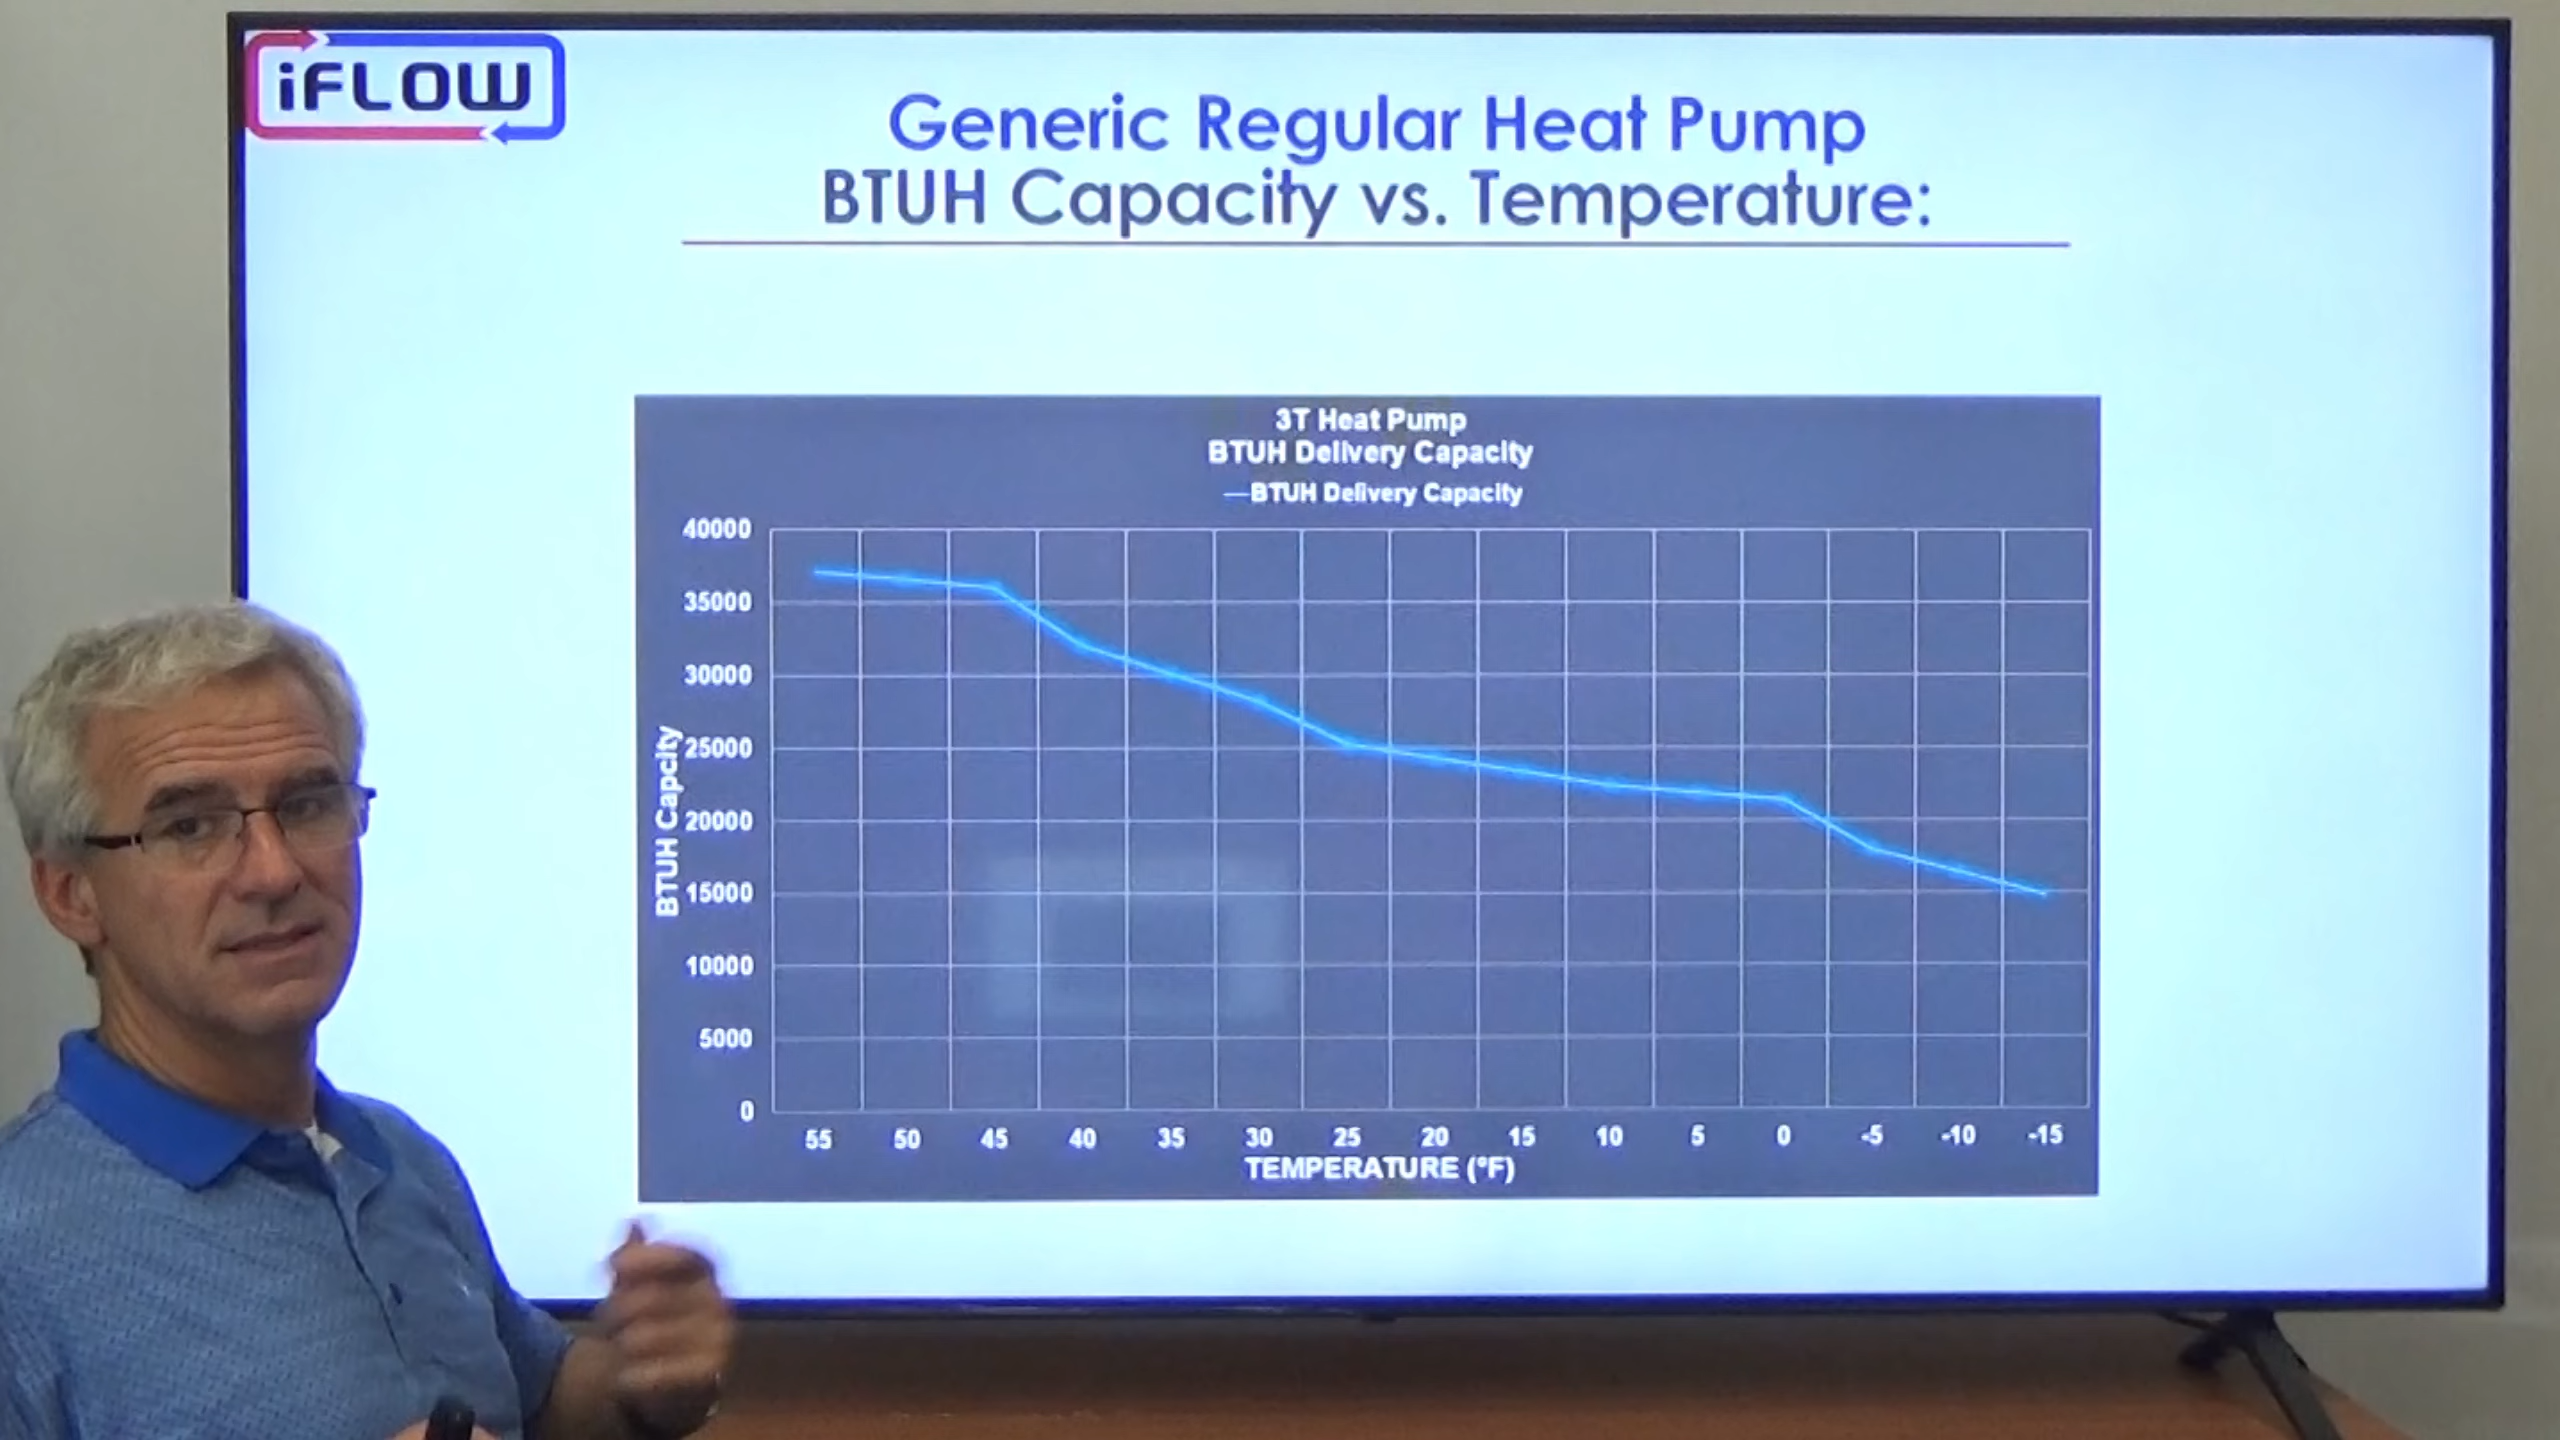 iFLOW
Generic Regular Heat Pump
BTUH Capacity vs. Temperature:
3T Heat Pump
BTUH Delivery Capacity
BTUH Delivery Capacity
40000
35000
30000
25000
20000
15000
10000
5000
0
BTUH Capcity
55 50 45 40 35 30 25 20 15 10 5 0 -5 -10 -15
TEMPERATURE (°F)